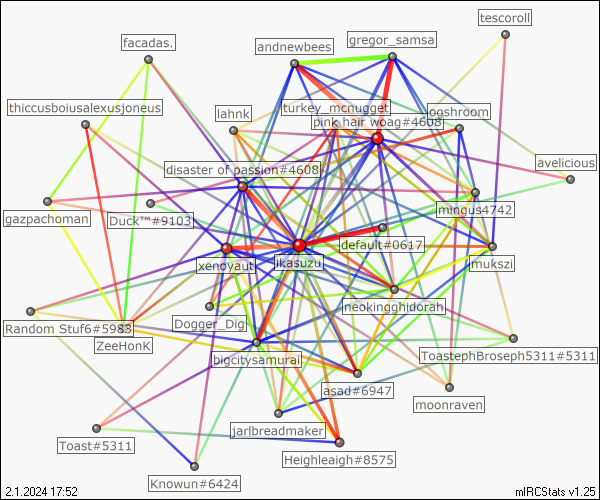 tescoroll
gregor_samsa
facadas.
andnewbees
thiccusboiusalexusjoneus
turkey_mcnugget
lahnk
ooshroom
pink hair woag#4608
avelicious
disaster of passion#4608
gazpachoman
Duck™#9103
mingus4742
default#0617
xenoyaut
ikasuzu
mukszi
neokingghidorah
Random Stuf6#5983
Dogger_Dig
ZeeHonK
bigcitysamurai
ToastephBroseph5311#5311
asad#6947
moonraven
jarlbreadmaker
Toast#5311
Heighleaigh#8575
Knowun#6424
2.1.2024 17:52
mIRCStats v1.25